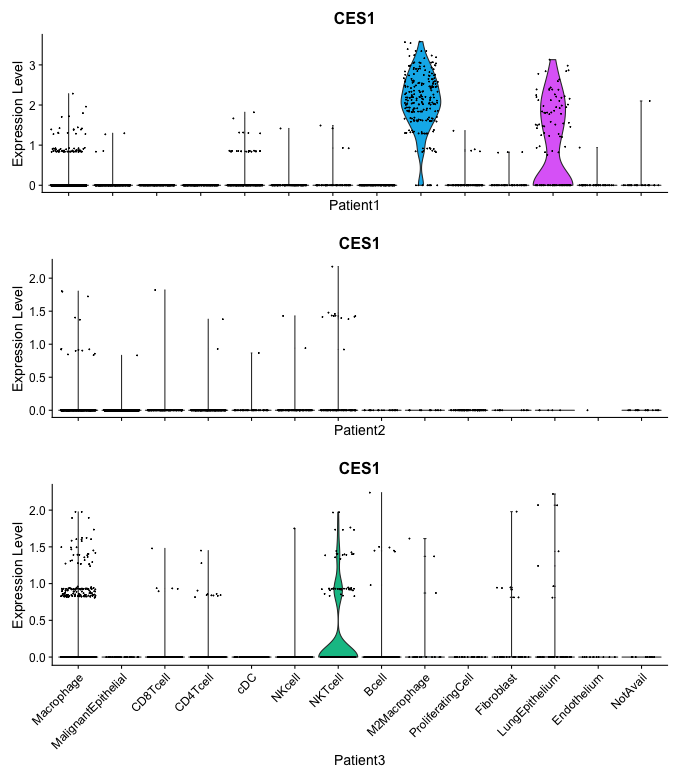 CES1
Expression Level
3
2
1
0
Patient1
CES1
Expression Level
2.0
1.5
1.0
0.5
0.0
Patient2
CES1
Expression Level
2.0
1.5
1.0
0.5
0.0
Macrophage
MalignantEpithelial
CD8Tcell
CD4Tcell
cDC
NKcell
NKTcell
Bcell
M2Macrophage
ProliferatingCell
Fibroblast
LungEpithelium
Endothelium
NotAvail
Patient3